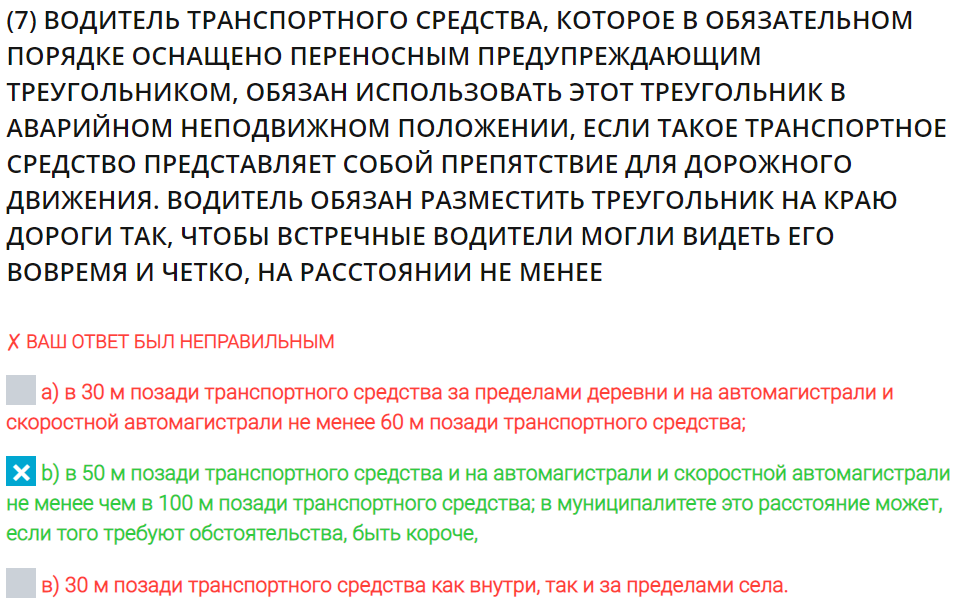 (7) ВОДИТЕЛЬ ТРАНСПОРТНОГО СРЕДСТВА, КОТОРОЕ В ОБЯЗАТЕЛЬНОМ
ПОРЯДКЕ ОСНАЩЕНО ПЕРЕНОСНЫМ ПРЕДУПРЕЖДАЮЩИМ
ТРЕУГОЛЬНИКОМ, ОБЯЗАН ИСПОЛЬЗОВАТЬ ЭТОТ ТРЕУГОЛЬНИК В
АВАРИЙНОМ НЕПОДВИЖНОМ ПОЛОЖЕНИИ, ЕСЛИ ТАКОЕ ТРАНСПОРТНОЕ
СРЕДСТВО ПРЕДСТАВЛЯЕТ СОБОЙ ПРЕПЯТСТВИЕ ДЛЯ ДОРОЖНОГО
ДВИЖЕНИЯ. ВОДИТЕЛЬ ОБЯЗАН РАЗМЕСТИТЬ ТРЕУГОЛЬНИК НА КРАЮ
ДОРОГИ ТАК, ЧТОБЫ ВСТРЕЧНЫЕ ВОДИТЕЛИ МОГЛИ ВИДЕТЬ ЕГО
ВОВРЕМЯ И ЧЕТКО, НА РАССТОЯНИИ НЕ МЕНЕЕ
✗ ВАШ ОТВЕТ БЫЛ НЕПРАВИЛЬНЫМ
а) в 30 м позади транспортного средства за пределами деревни и на автомагистрали и
скоростной автомагистрали не менее 60 м позади транспортного средства;
b) в 50 м позади транспортного средства и на автомагистрали и скоростной автомагистрали
не менее чем в 100 м позади транспортного средства; в муниципалитете это расстояние может,
если того требуют обстоятельства, быть короче,
в) 30 м позади транспортного средства как внутри, так и за пределами села.